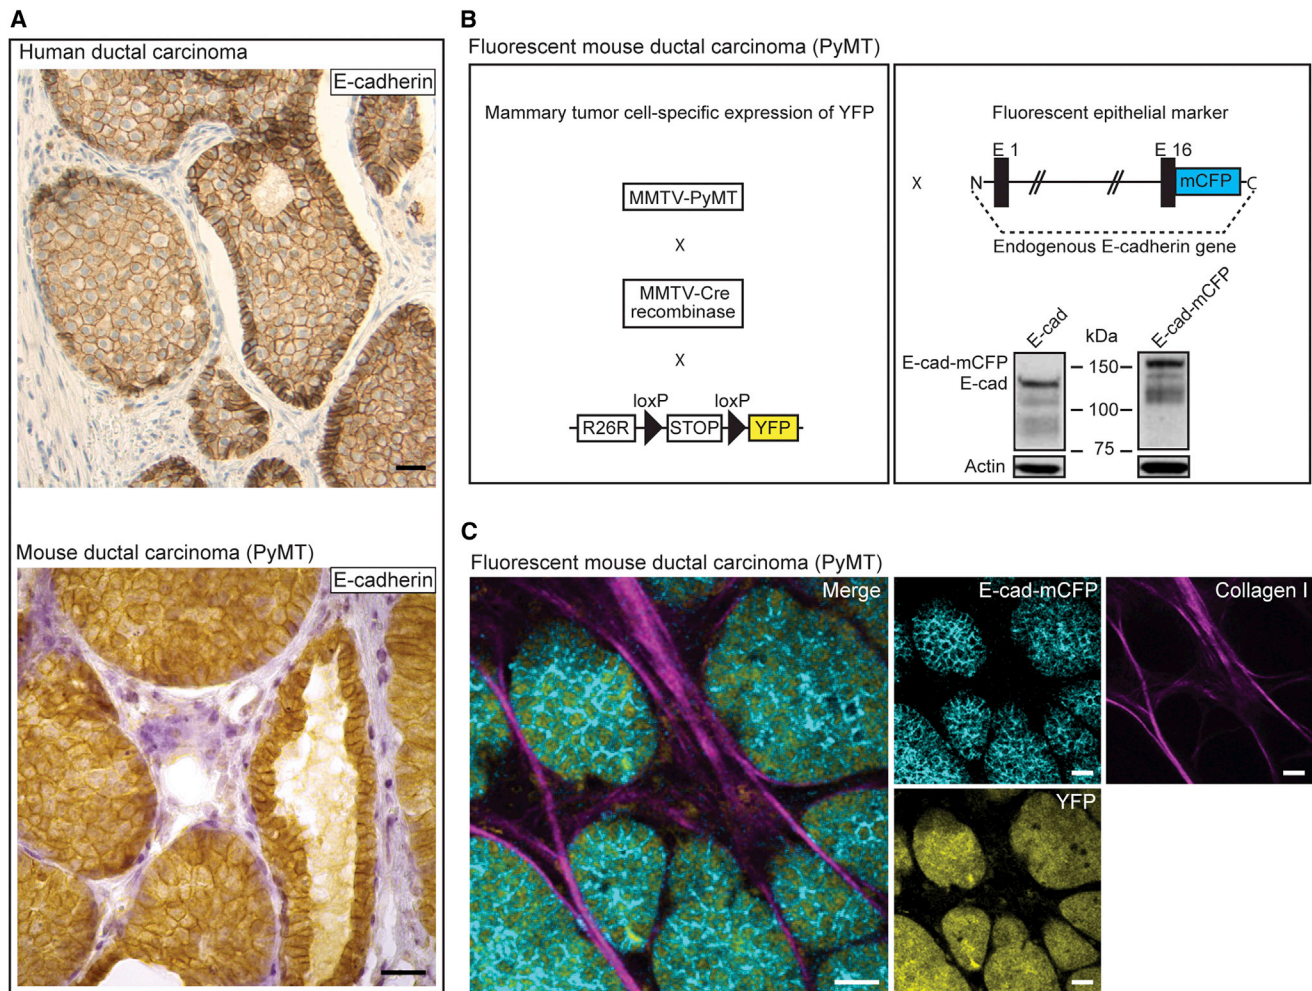 A
Human ductal carcinoma
E-cadherin
Mouse ductal carcinoma (PyMT)
E-cadherin
B
Fluorescent mouse ductal carcinoma (PyMT)
Mammary tumor cell-specific expression of YFP
MMTV-PyMT
X
MMTV-Cre
recombinase
X
loxP loxP
R26R STOP YFP
X
Fluorescent epithelial marker
E 1 E 16
N mCFP C
Endogenous E-cadherin gene
E-cad kDa E-cad-mCFP
E-cad-mCFP 150
E-cad
100
75
Actin
C
Fluorescent mouse ductal carcinoma (PyMT)
Merge
E-cad-mCFP
Collagen I
YFP